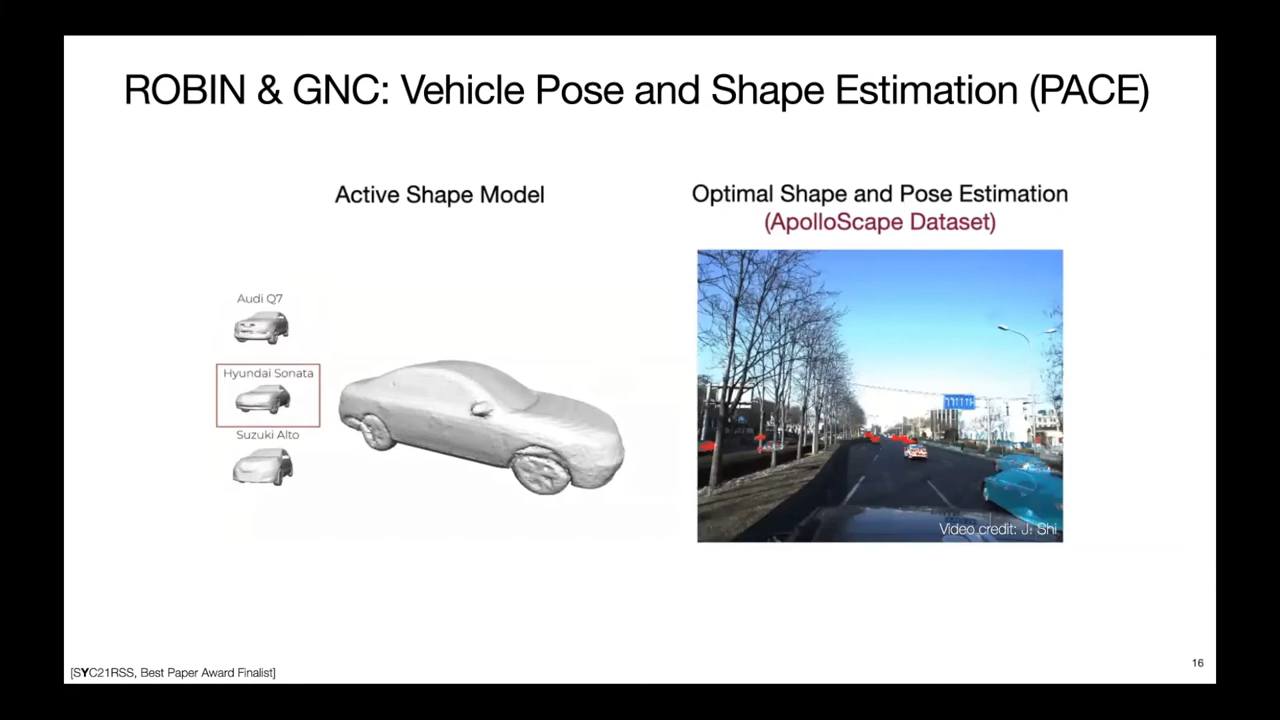 ROBIN & GNC: Vehicle Pose and Shape Estimation (PACE)
Active Shape Model
Optimal Shape and Pose Estimation
(ApolloScape Dataset)
Audi Q7
Hyundai Sonata
Suzuki Alto
Video credit: J. Shi
[SYC21RSS, Best Paper Award Finalist]
16